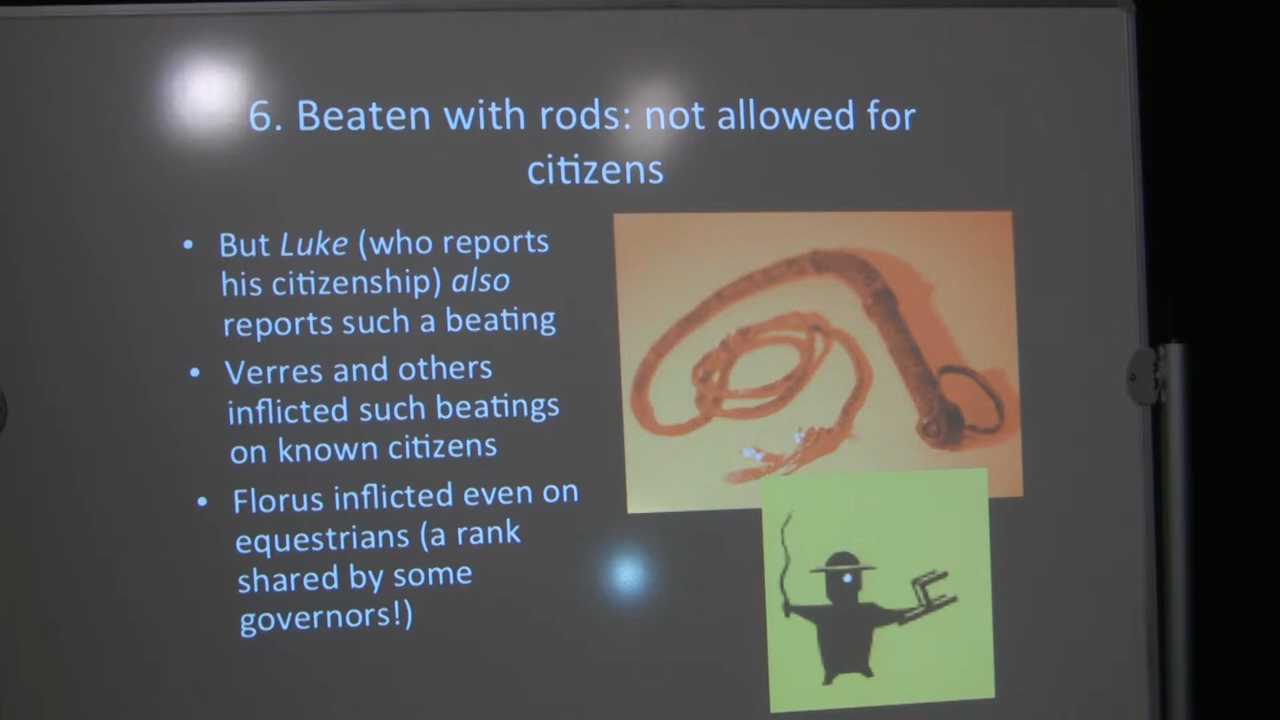 6. Beaten with rods: not allowed for
citizens
• But Luke (who reports
his citizenship) also
reports such a beating
• Verres and others
inflicted such beatings
on known citizens
• Florus inflicted even on
equestrians (a rank
shared by some
governors!)